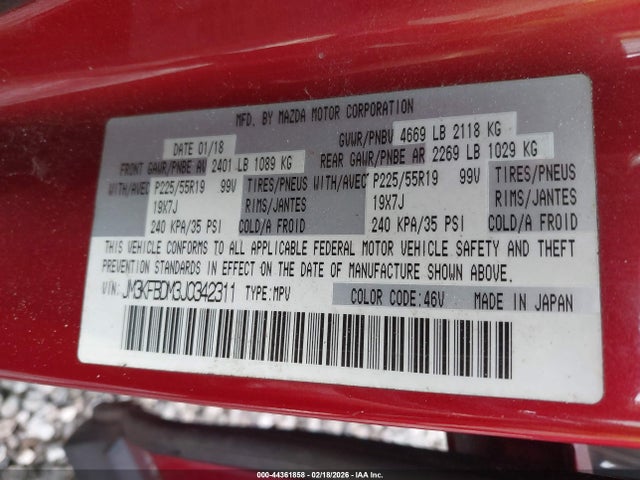 MFD. BY MAZDA MOTOR CORPORATION
DATE 01/18 GVWR/PNBV 4669 LB 2118 KG
FRONT GAWR/PNBE AV 2401 LB 1089 KG REAR GAWR/PNBE AR 2269 LB 1029 KG
WITH/AVEC P225/55R19 99V TIRES/PNEUS WITH/AVEC P225/55R19 99V TIRES/PNEUS
19X7J RIMS/JANTES 19X7J RIMS/JANTES
240 KPA/35 PSI COLD/A FROID 240 KPA/35 PSI COLD/A FROID
THIS VEHICLE CONFORMS TO ALL APPLICABLE FEDERAL MOTOR VEHICLE SAFETY AND THEFT
PREVENTION STANDARDS IN EFFECT ON THE DATE OF MANUFACTURE SHOWN ABOVE.
VIN: JM3KFBDM3J0342311 TYPE:MPV COLOR CODE:46V MADE IN JAPAN
000-44361858 - 02/18/2026 - IAA Inc.